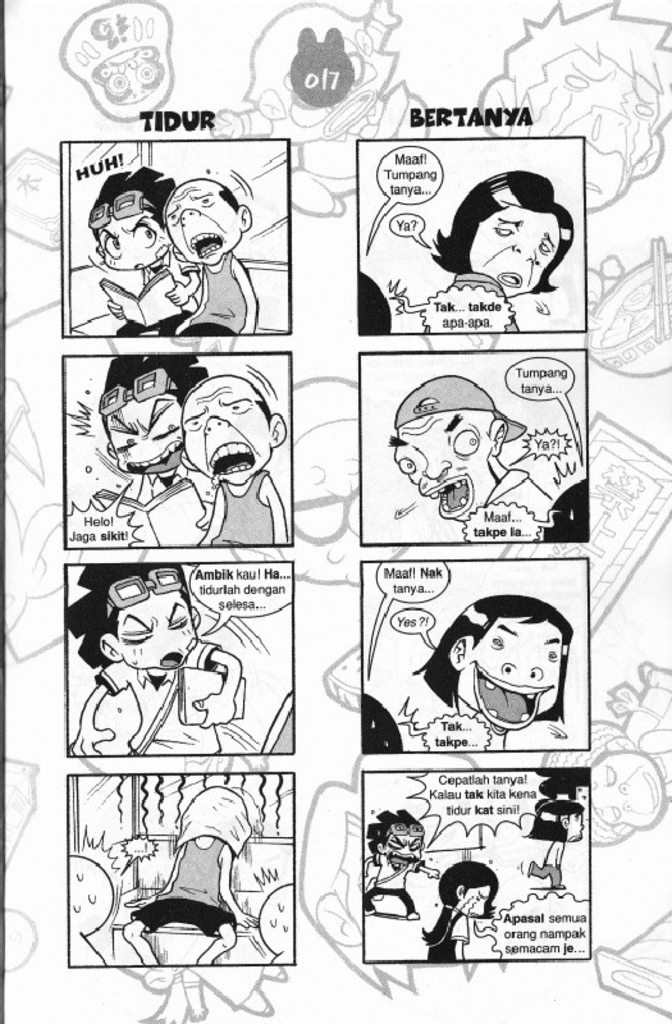 017
TIDUR
HUH!
Helo!
Jaga sikit!
Ambik kau! Ha...
tidurlah dengan
selesa...
...!
BERTANYA
Maaf!
Tumpang
tanya...
Ya?
Tak... takde
apa-apa.
Tumpang
tanya...
Ya?!
Maaf...
takpe lia...
Maaf! Nak
tanya...
Yes?!
Tak...
takpe...
Cepatlah tanya!
Kalau tak kita kena
tidur kat sini!
Apasal semua
orang nampak
semacam je...